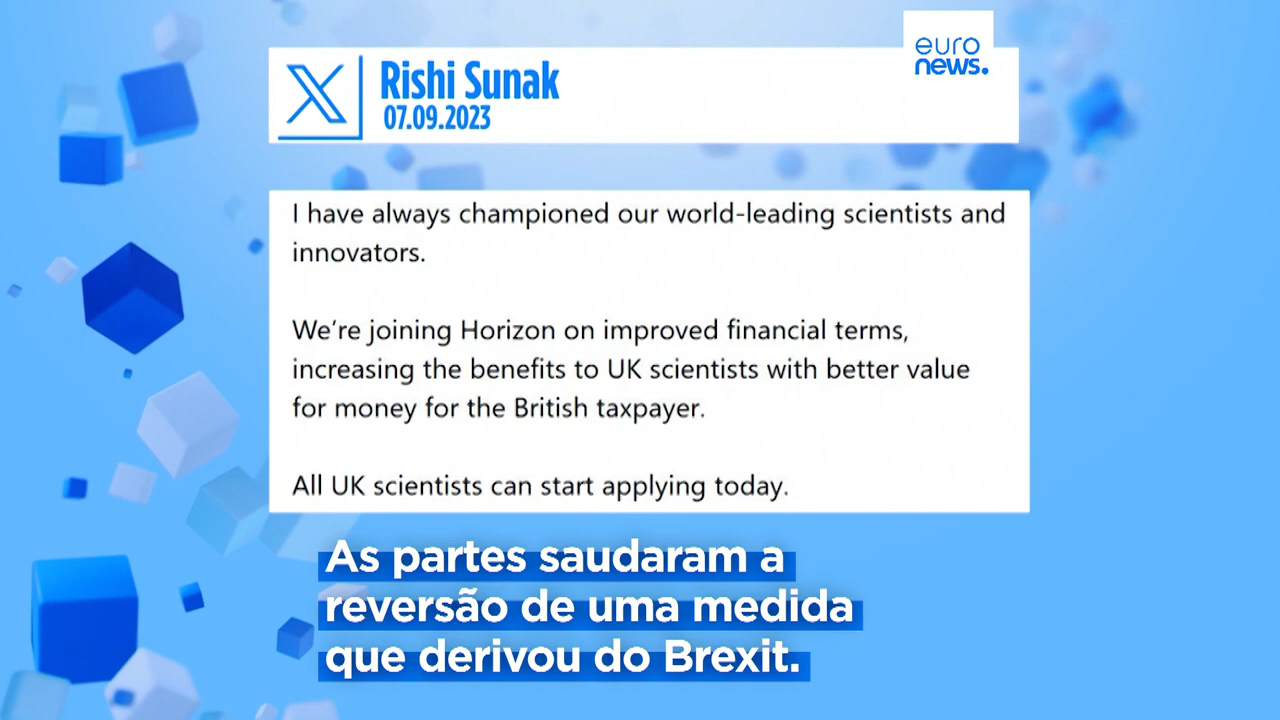 euro
news.
Rishi Sunak
07.09.2023
I have always championed our world-leading scientists and
innovators.
We’re joining Horizon on improved financial terms,
increasing the benefits to UK scientists with better value
for money for the British taxpayer.
All UK scientists can start applying today.
As partes saudaram a
reversão de uma medida
que derivou do Brexit.